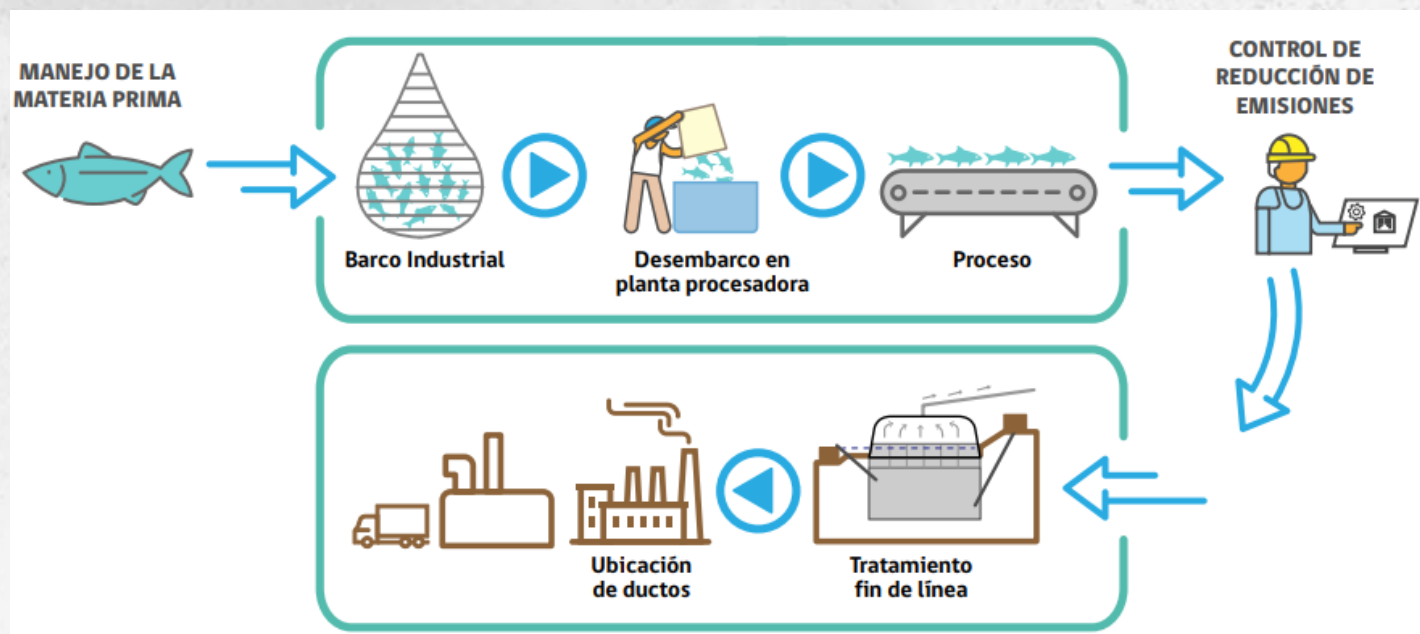 MANEJO DE LA
MATERIA PRIMA
Barco Industrial
Desembarco en
planta procesadora
Proceso
CONTROL DE
REDUCCIÓN DE
EMISIONES
Ubicación
de ductos
Tratamiento
fin de línea